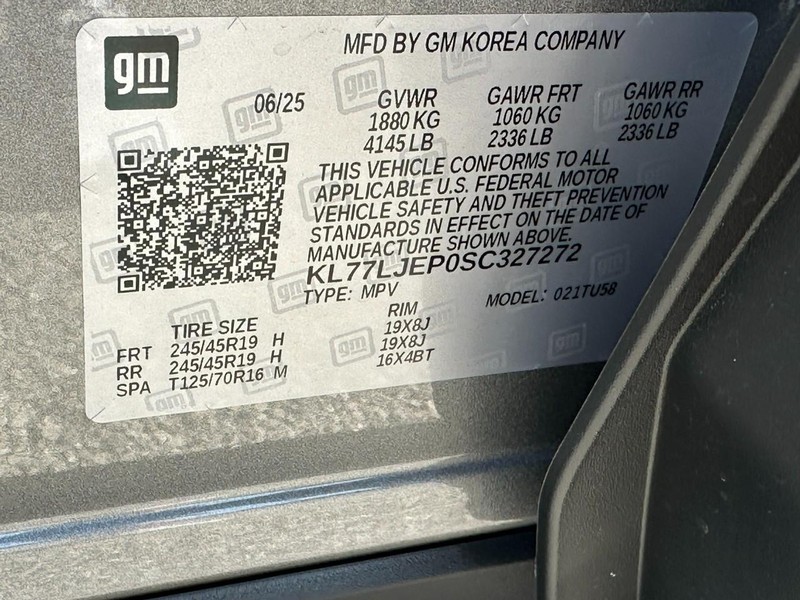 gm
MFD BY GM KOREA COMPANY
06/25 GVWR GAWR FRT GAWR RR
1880 KG 1060 KG 1060 KG
4145 LB 2336 LB 2336 LB
THIS VEHICLE CONFORMS TO ALL
APPLICABLE U.S. FEDERAL MOTOR
VEHICLE SAFETY AND THEFT PREVENTION
STANDARDS IN EFFECT ON THE DATE OF
MANUFACTURE SHOWN ABOVE.
KL77LJEP0SC327272
TYPE: MPV MODEL: 021TU58
TIRE SIZE RIM
FRT 245/45R19 H 19X8J
RR 245/45R19 H 19X8J
SPA T125/70R16 M 16X4BT